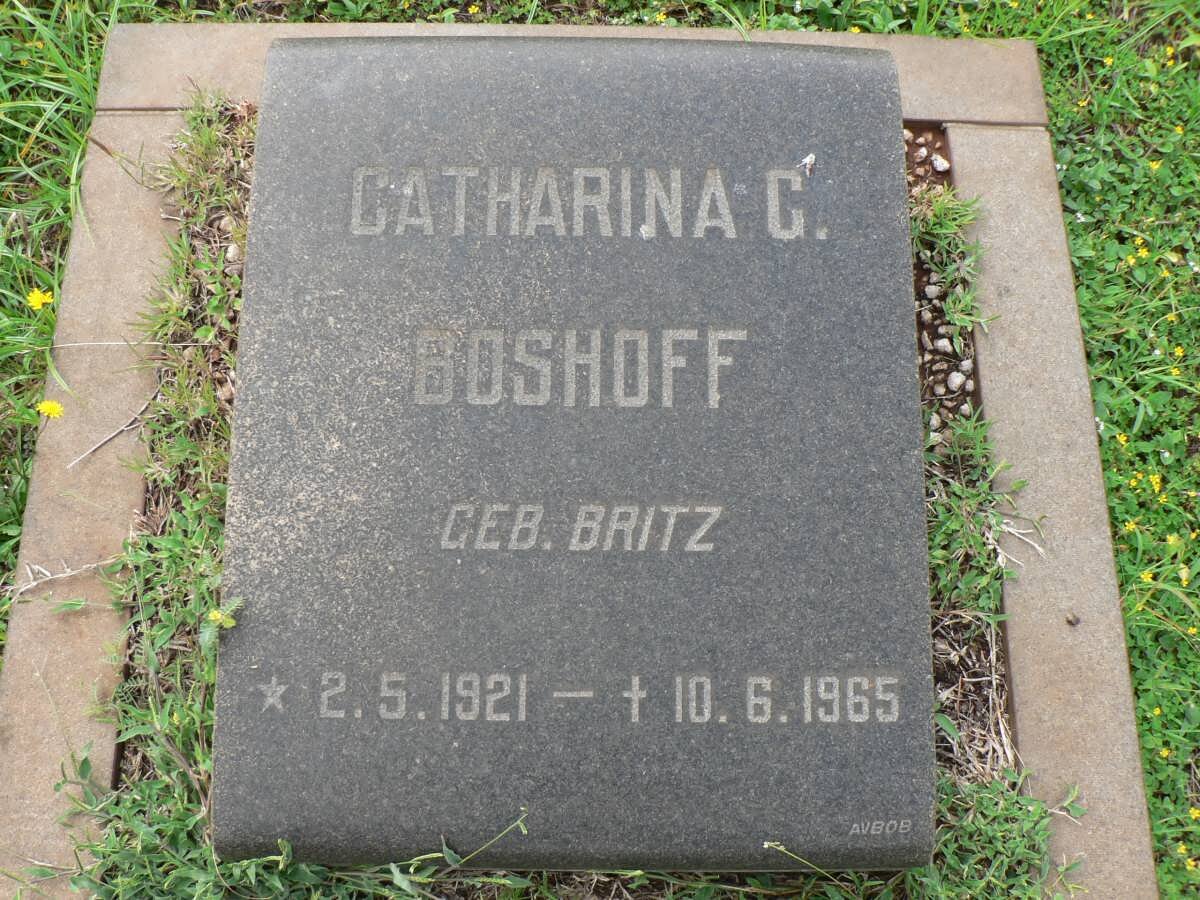 CATHARINA C.
BOSHOFF
GEB. BRITZ
★ 2.5.1921 — † 10.6.1965
AVBOB